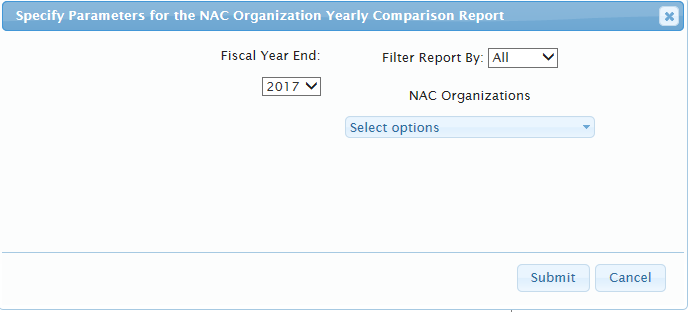 Specify Parameters for the NAC Organization Yearly Comparison Report
Fiscal Year End:
2017
Filter Report By: All
NAC Organizations
Select options
Submit Cancel